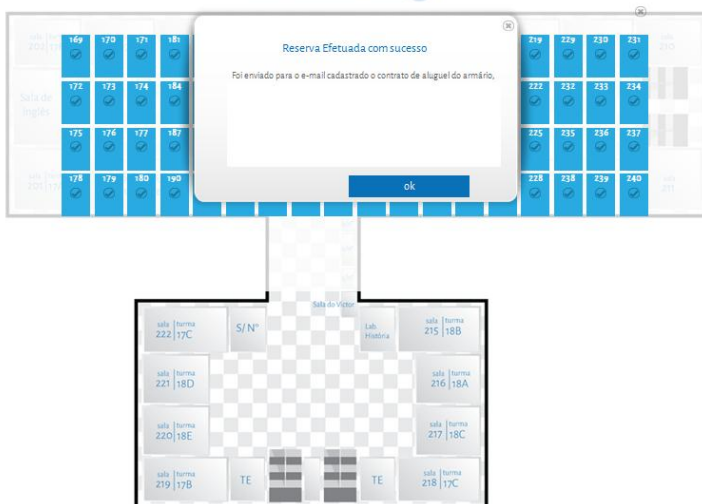 Reserva Efetuada com sucesso
Foi enviado para o e-mail cadastrado o contrato de aluguel do armário,
ok
169 170 171 181 219 229 230 231
172 173 174 184 222 232 233 234
175 176 177 187 225 235 236 237
178 179 180 190 228 238 239 240
Sala de
Inglês
Sala do Victor
sala turma
222 17C
S/ Nº
Lab.
História
sala turma
215 18B
sala turma
221 18D
sala turma
216 18A
sala turma
220 18E
sala turma
217 18C
sala turma
219 17B
TE
TE
sala turma
218 17C